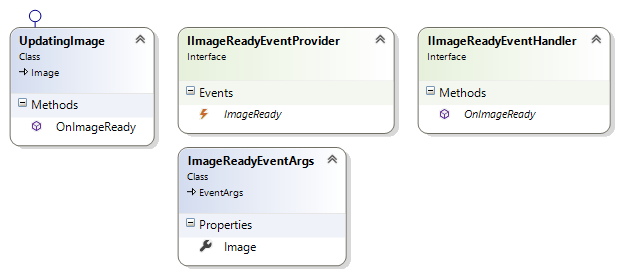 UpdatingImage
Class
Image
Methods
OnImageReady
IImageReadyEventProvider
Interface
Events
ImageReady
IImageReadyEventHandler
Interface
Methods
OnImageReady
ImageReadyEventArgs
Class
EventArgs
Properties
Image